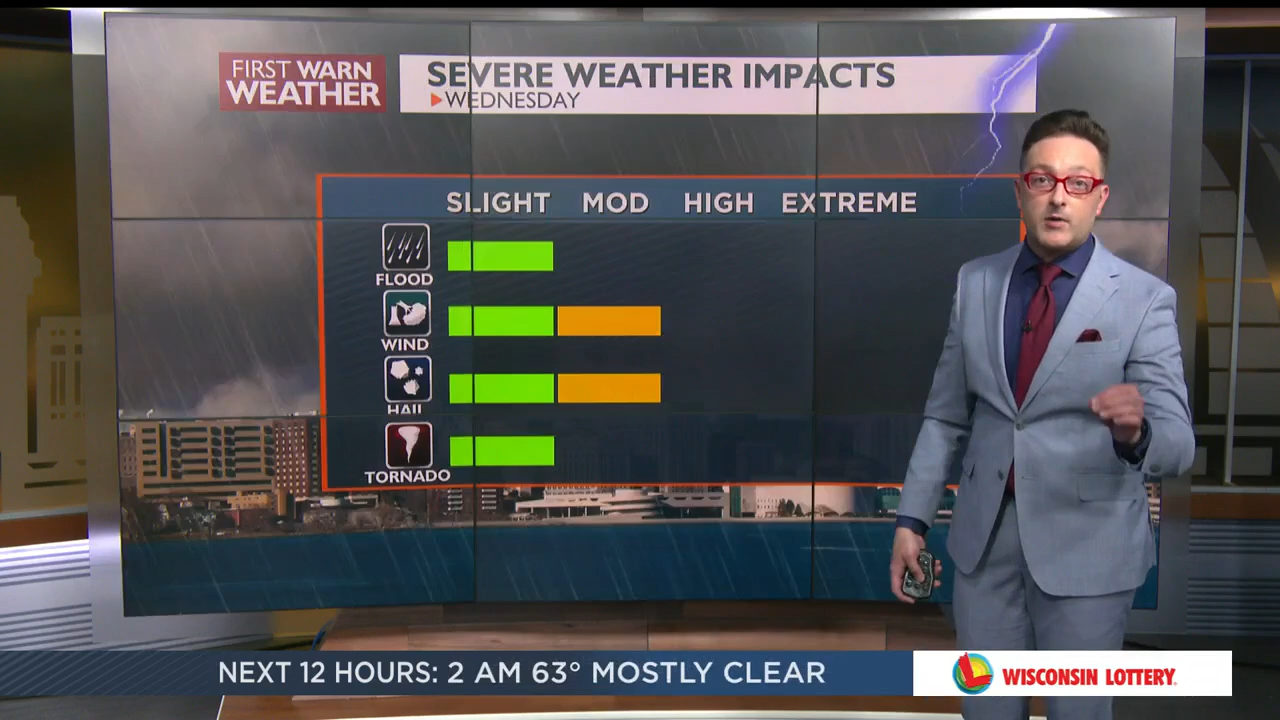 FIRST WARN
WEATHER
SEVERE WEATHER IMPACTS
WEDNESDAY
SLIGHT MOD HIGH EXTREME
FLOOD
WIND
HAIL
TORNADO
NEXT 12 HOURS: 2 AM 63° MOSTLY CLEAR
WISCONSIN LOTTERY